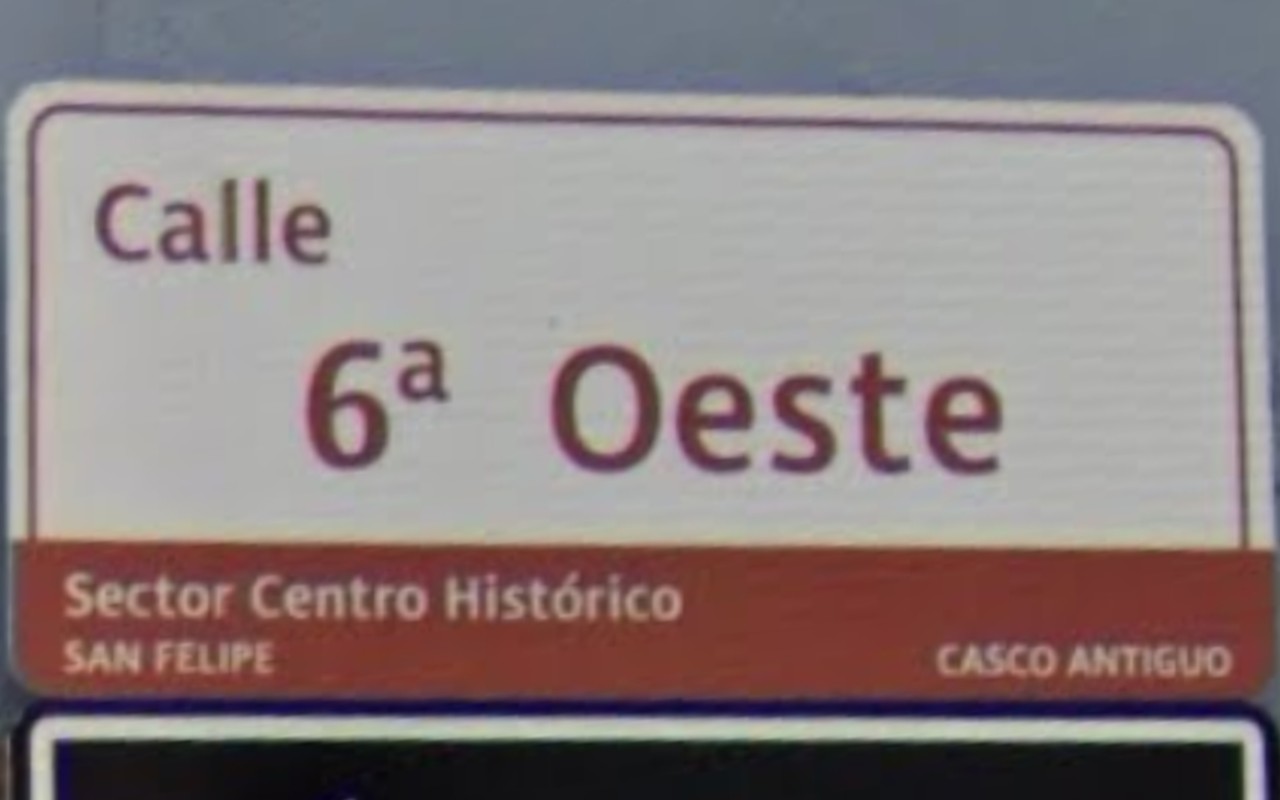 Calle
6ª Oeste
Sector Centro Histórico
SAN FELIPE CASCO ANTIGUO